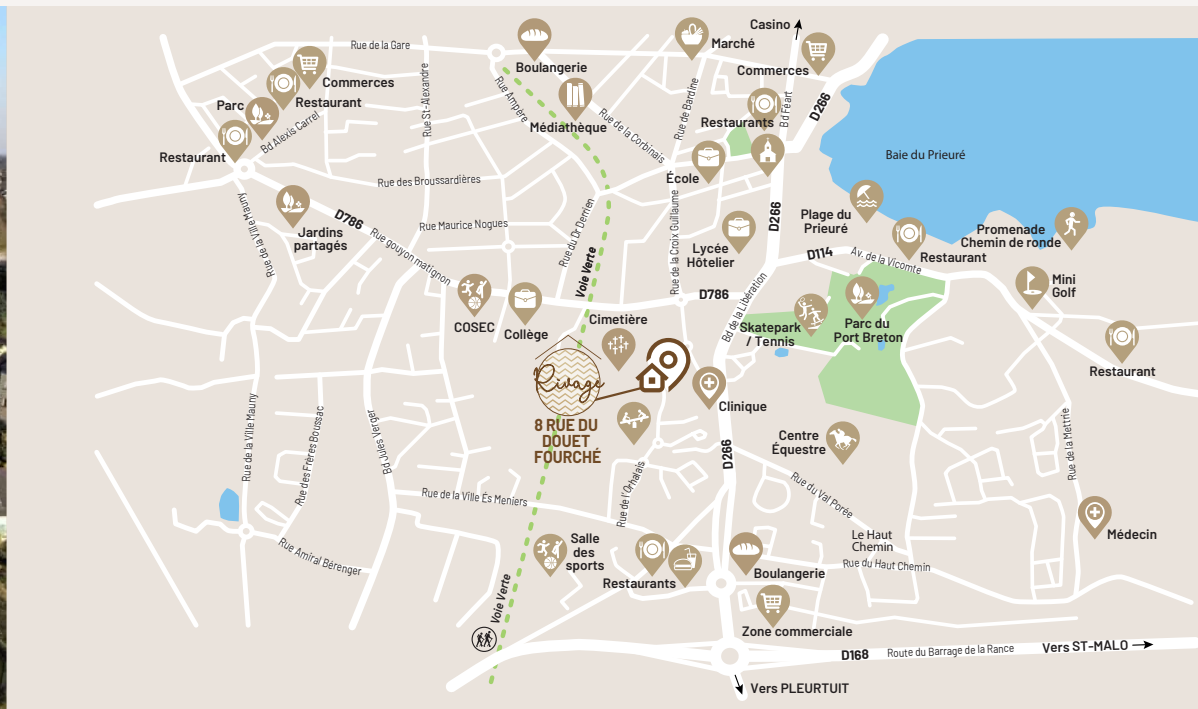 Casino
Rue de la Gare
Marché
Boulangerie
Commerces
Commerces
Restaurant
Parc
Bd Alexis Carrel
Restaurant
Rue St-Alexandre
Rue Ampère
Médiathèque
Rue de la Corbinais
Rue de Bardine
Restaurants
Bd Féart
D266
Baie du Prieuré
École
Rue des Broussardières
Jardins
partagés
D786
Rue gouyon matignon
Rue Maurice Nogues
Rue du Dr Derrien
Voie Verte
Rue de la Croix Guillaume
Lycée
Hôtelier
D266
Plage du
Prieuré
Restaurant
Promenade
Chemin de ronde
D114
Av. de la Vicomte
Mini
Golf
Rue de la Ville Mauny
COSEC
Collège
D786
Cimetière
Bd de la Libération
Skatepark
/ Tennis
Parc du
Port Breton
Restaurant
Rivage
8 RUE DU
DOUET
FOURCHÉ
Clinique
Centre
Équestre
D266
Rue de la Ville Mauny
Rue des Frères Boussac
Bd Jules Verger
Rue de la Ville Ès Meniers
Rue de l'Orhalais
Rue du Val Porée
Rue de la Mettrie
Médecin
Le Haut
Chemin
Rue du Haut Chemin
Rue Amiral Bérenger
Salle
des
sports
Restaurants
Boulangerie
Voie Verte
Zone commerciale
D168
Route du Barrage de la Rance
Vers ST-MALO
Vers PLEURTUIT